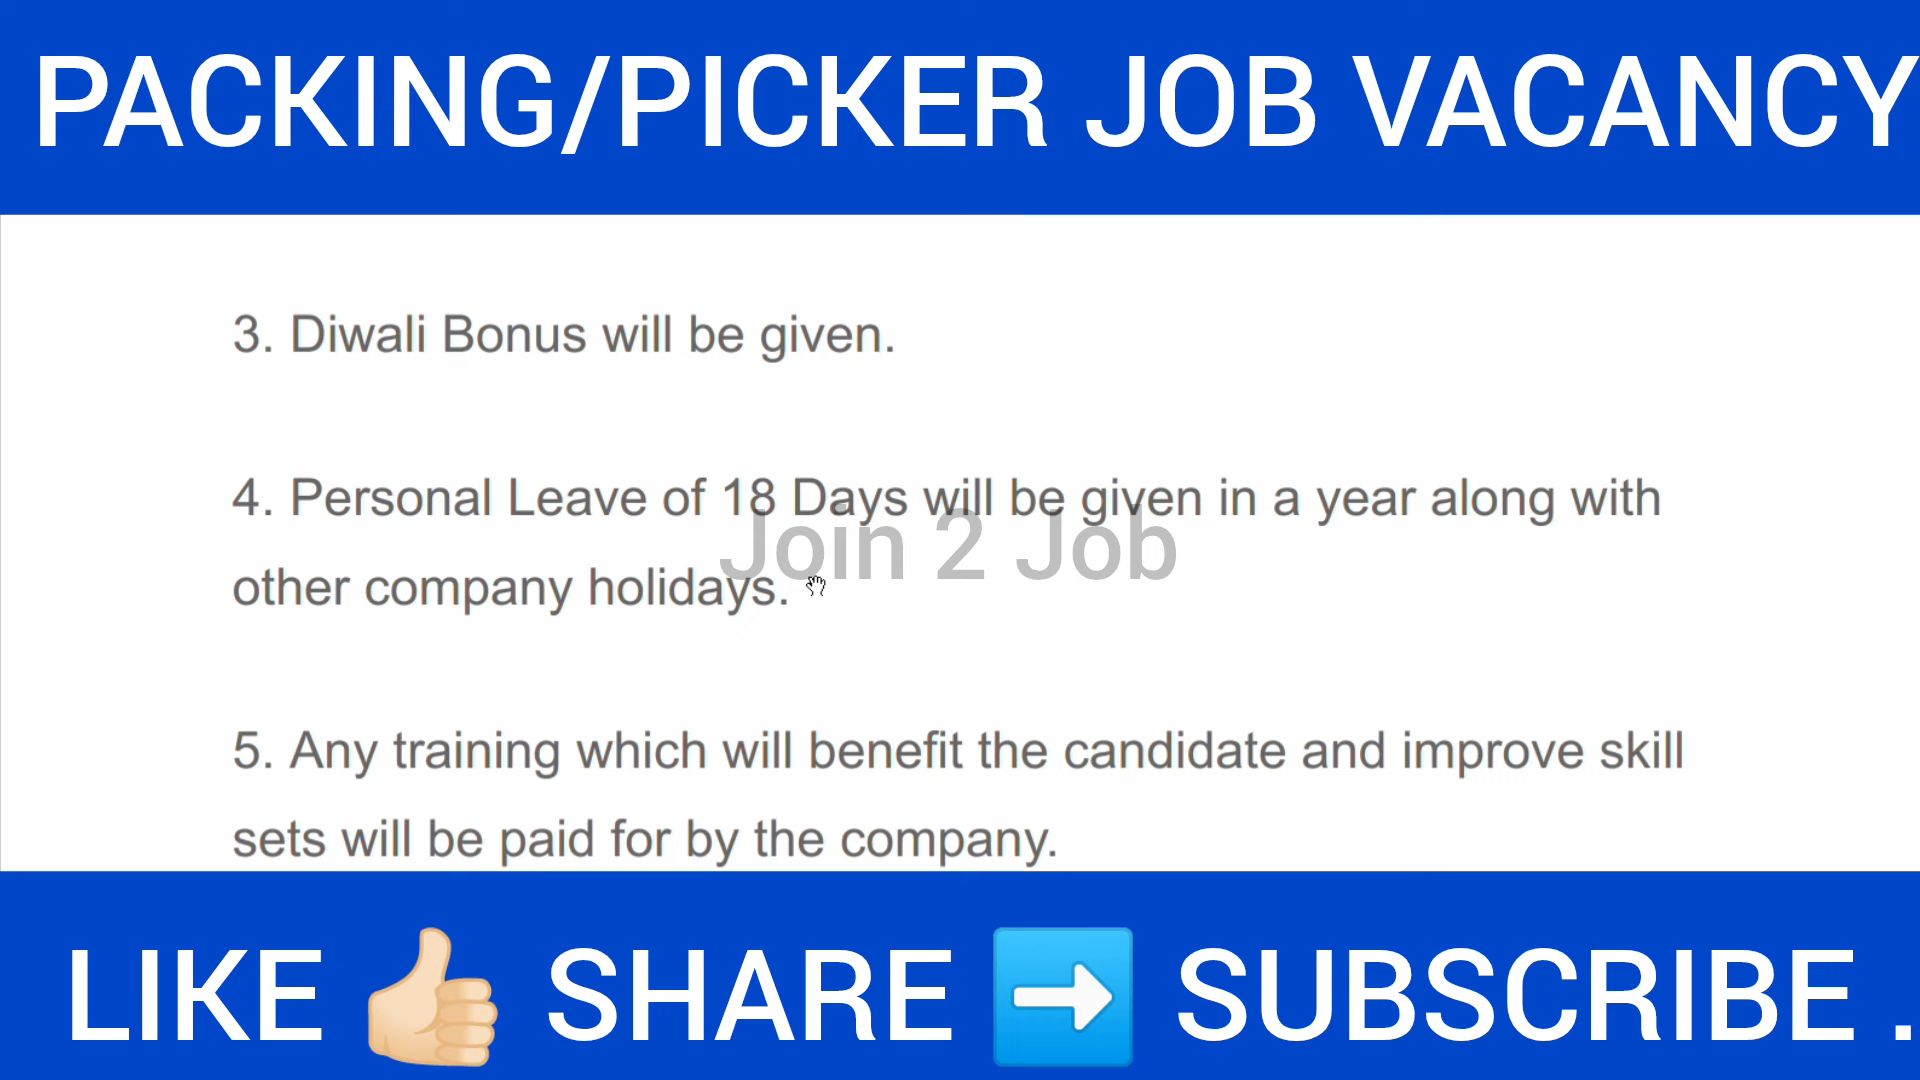 PACKING/PICKER JOB VACANCY
3. Diwali Bonus will be given.
4. Personal Leave of 18 Days will be given in a year along with
Join 2 Job
other company holidays.
5. Any training which will benefit the candidate and improve skill
sets will be paid for by the company.
LIKE 👍🏻 SHARE ➡️ SUBSCRIBE .